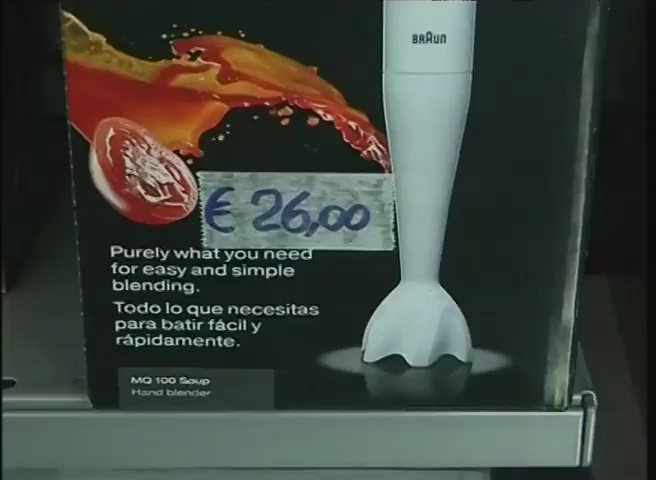 BRAUN
€ 26,00
Purely what you need
for easy and simple
blending.
Todo lo que necesitas
para batir fácil y
rápidamente.
MQ 100 Soup
Hand blender